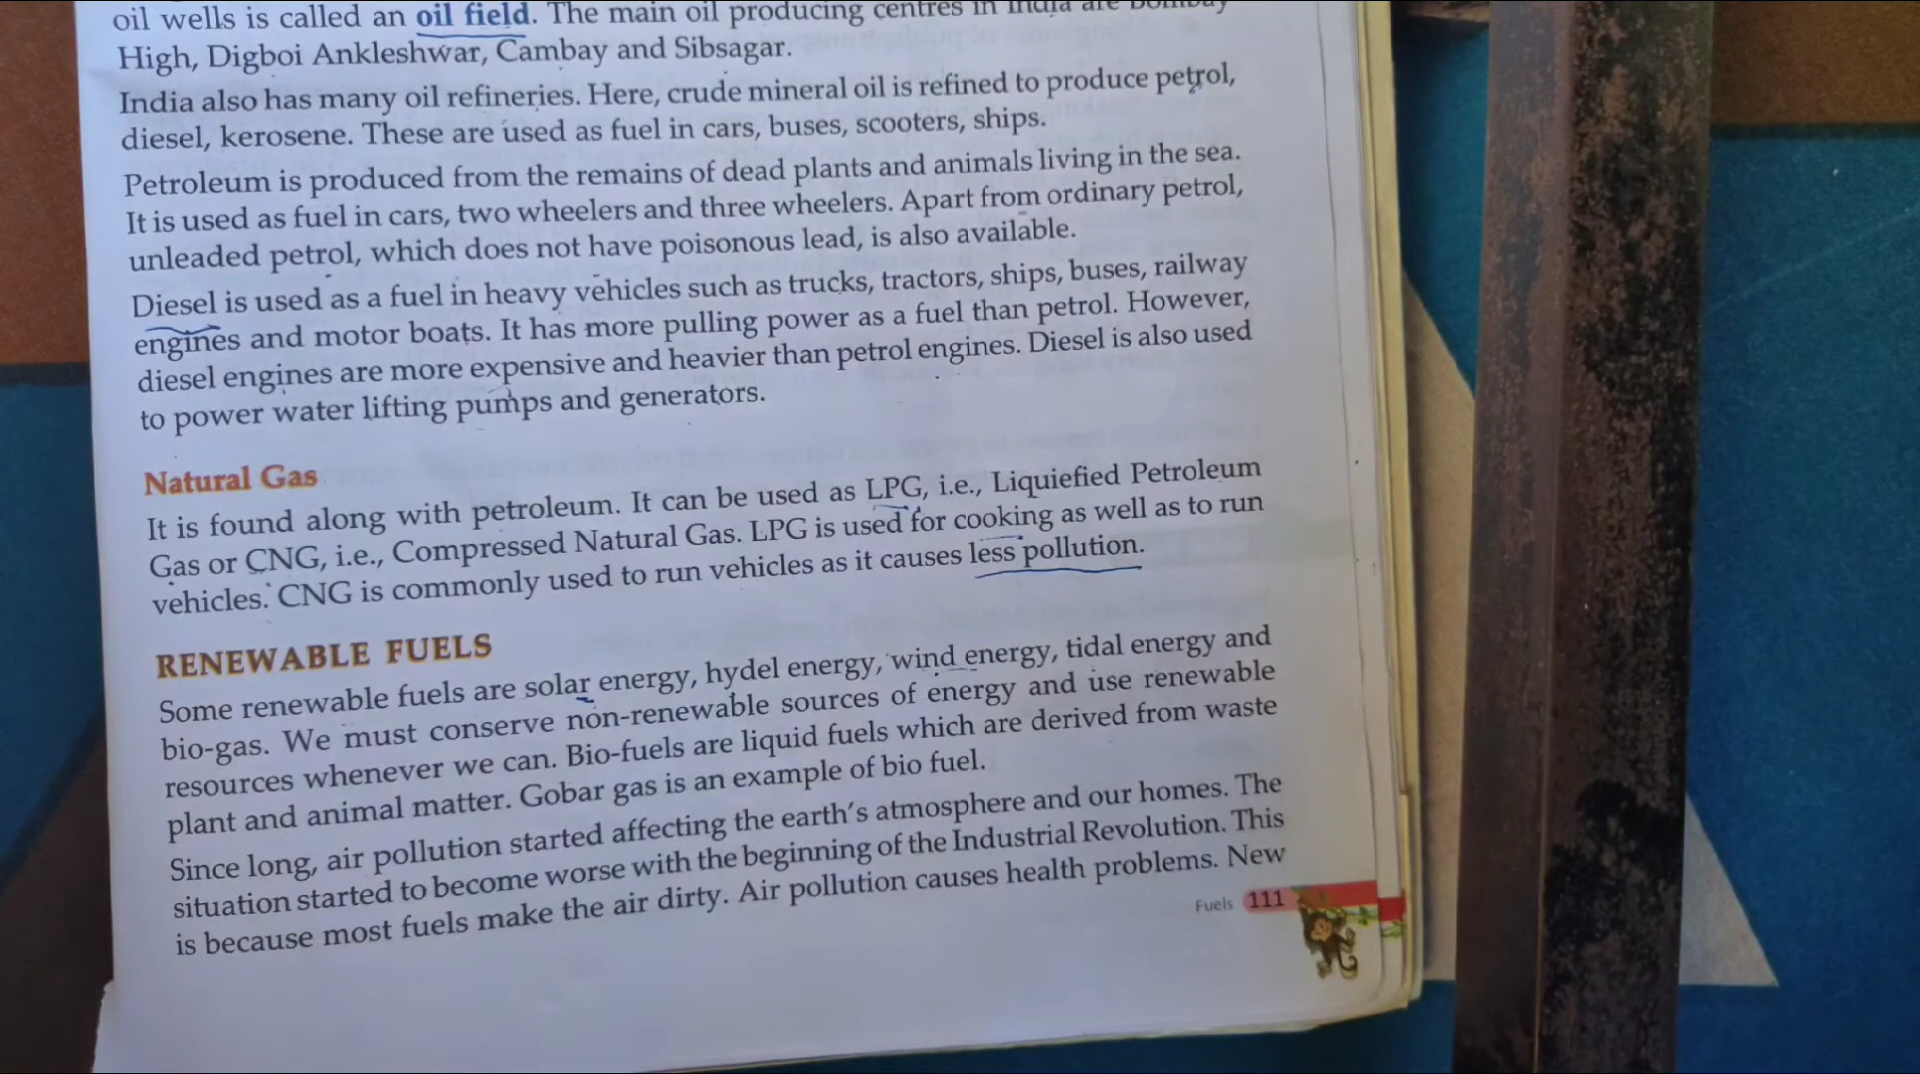 oil wells is called an oil field. The main oil producing centres in India are Bombay
High, Digboi Ankleshwar, Cambay and Sibsagar.
India also has many oil refineries. Here, crude mineral oil is refined to produce petrol,
diesel, kerosene. These are used as fuel in cars, buses, scooters, ships.
Petroleum is produced from the remains of dead plants and animals living in the sea.
It is used as fuel in cars, two wheelers and three wheelers. Apart from ordinary petrol,
unleaded petrol, which does not have poisonous lead, is also available.
Diesel is used as a fuel in heavy vehicles such as trucks, tractors, ships, buses, railway
engines and motor boats. It has more pulling power as a fuel than petrol. However,
diesel engines are more expensive and heavier than petrol engines. Diesel is also used
to power water lifting pumps and generators.
Natural Gas
It is found along with petroleum. It can be used as LPG, i.e., Liquiefied Petroleum
Gas or CNG, i.e., Compressed Natural Gas. LPG is used for cooking as well as to run
vehicles. CNG is commonly used to run vehicles as it causes less pollution.
RENEWABLE FUELS
Some renewable fuels are solar energy, hydel energy, wind energy, tidal energy and
bio-gas. We must conserve non-renewable sources of energy and use renewable
resources whenever we can. Bio-fuels are liquid fuels which are derived from waste
plant and animal matter. Gobar gas is an example of bio fuel.
Since long, air pollution started affecting the earth's atmosphere and our homes. The
situation started to become worse with the beginning of the Industrial Revolution. This
is because most fuels make the air dirty. Air pollution causes health problems. New
Fuels 111